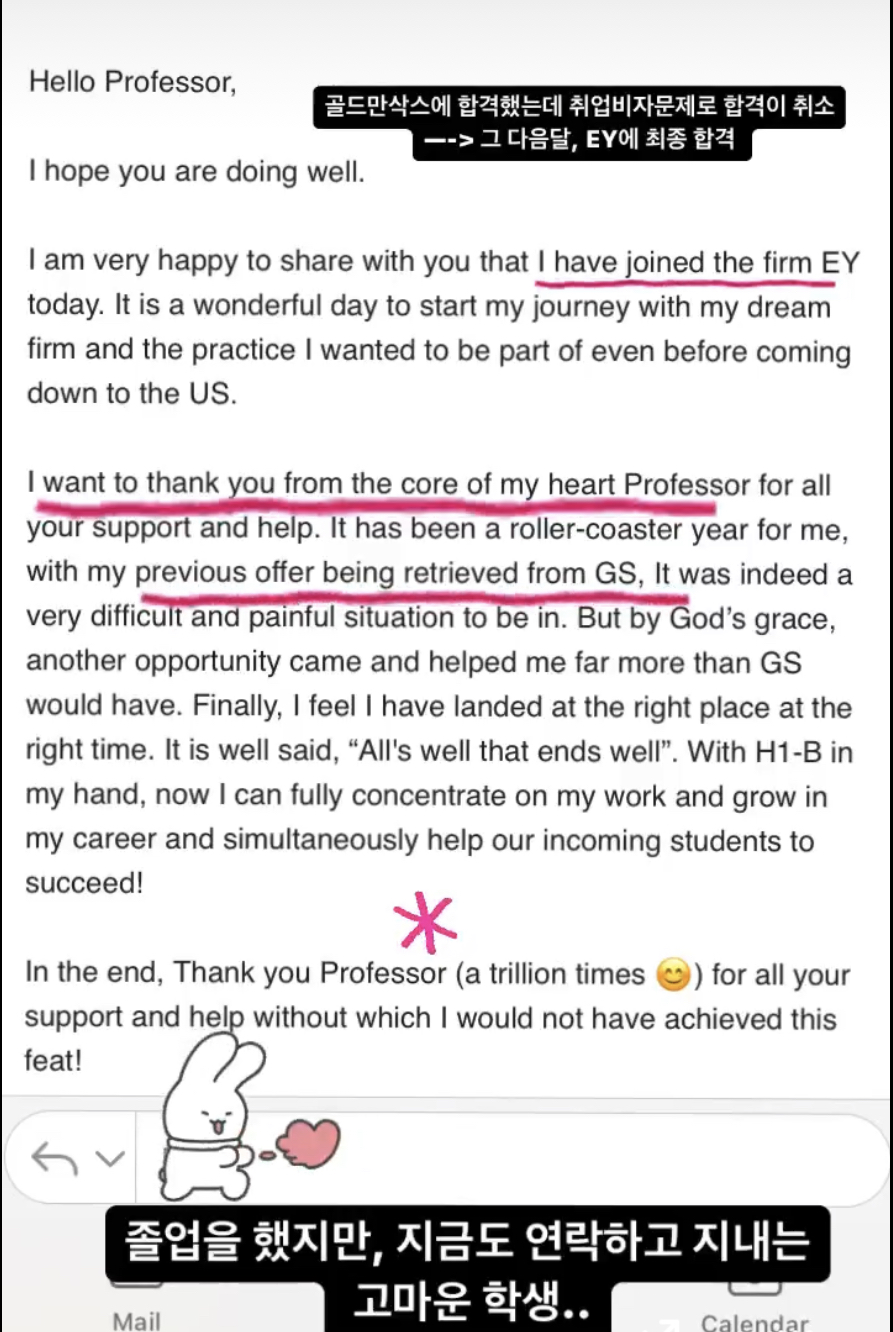 Hello Professor,
골드만삭스에 합격했는데 취업비자문제로 합격이 취소
—-> 그 다음달, EY에 최종 합격
I hope you are doing well.
I am very happy to share with you that I have joined the firm EY
today. It is a wonderful day to start my journey with my dream
firm and the practice I wanted to be part of even before coming
down to the US.
I want to thank you from the core of my heart Professor for all
your support and help. It has been a roller-coaster year for me,
with my previous offer being retrieved from GS, It was indeed a
very difficult and painful situation to be in. But by God’s grace,
another opportunity came and helped me far more than GS
would have. Finally, I feel I have landed at the right place at the
right time. It is well said, “All's well that ends well”. With H1-B in
my hand, now I can fully concentrate on my work and grow in
my career and simultaneously help our incoming students to
succeed!
In the end, Thank you Professor (a trillion times 😊) for all your
support and help without which I would not have achieved this
feat!
졸업을 했지만, 지금도 연락하고 지내는
고마운 학생..
Mail
Calendar